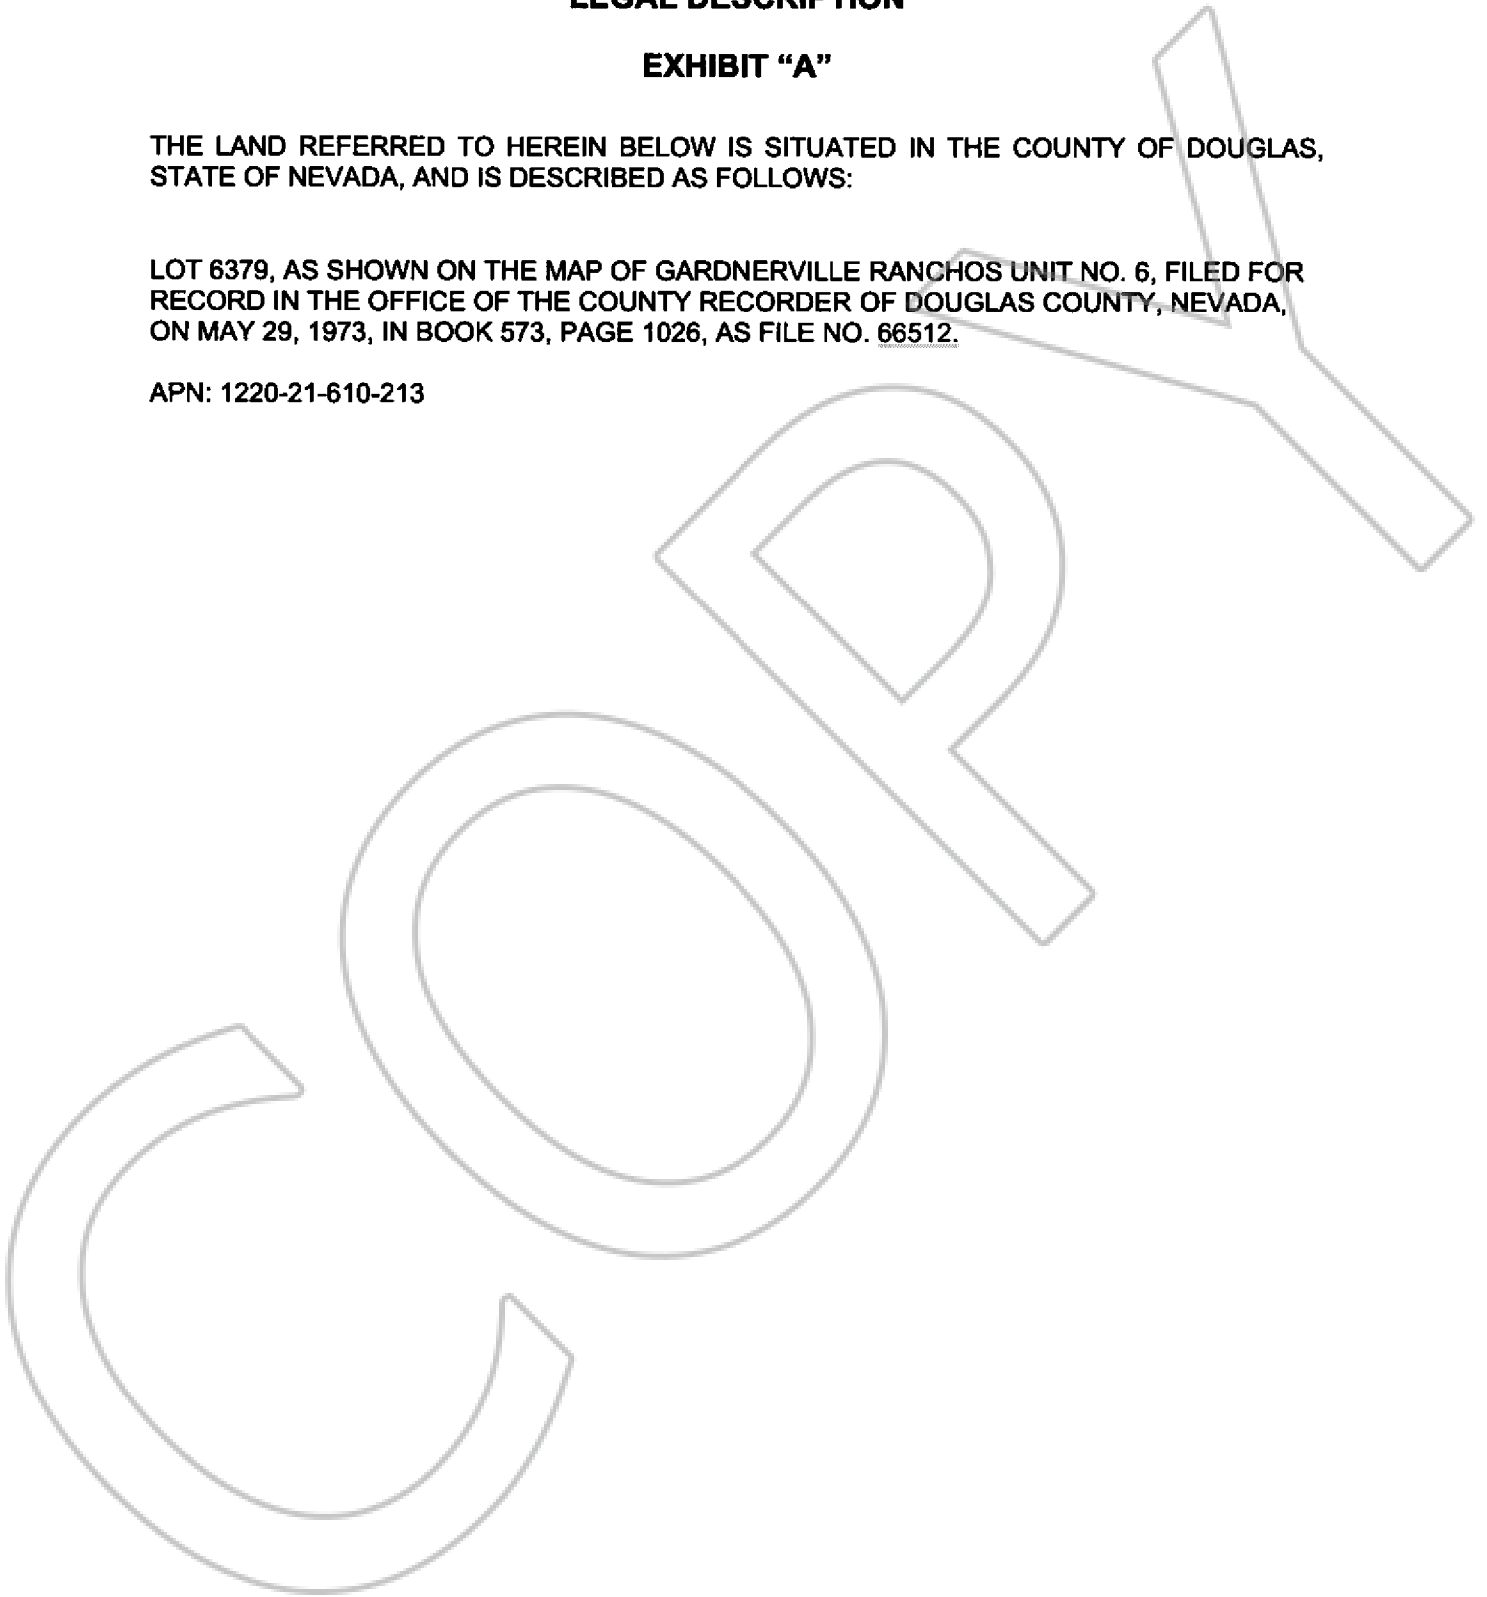 LEGAL DESCRIPTION
EXHIBIT “A”
THE LAND REFERRED TO HEREIN BELOW IS SITUATED IN THE COUNTY OF DOUGLAS,
STATE OF NEVADA, AND IS DESCRIBED AS FOLLOWS:
LOT 6379, AS SHOWN ON THE MAP OF GARDNERVILLE RANCHOS UNIT NO. 6, FILED FOR
RECORD IN THE OFFICE OF THE COUNTY RECORDER OF DOUGLAS COUNTY, NEVADA,
ON MAY 29, 1973, IN BOOK 573, PAGE 1026, AS FILE NO. 66512.
APN: 1220-21-610-213
COPY